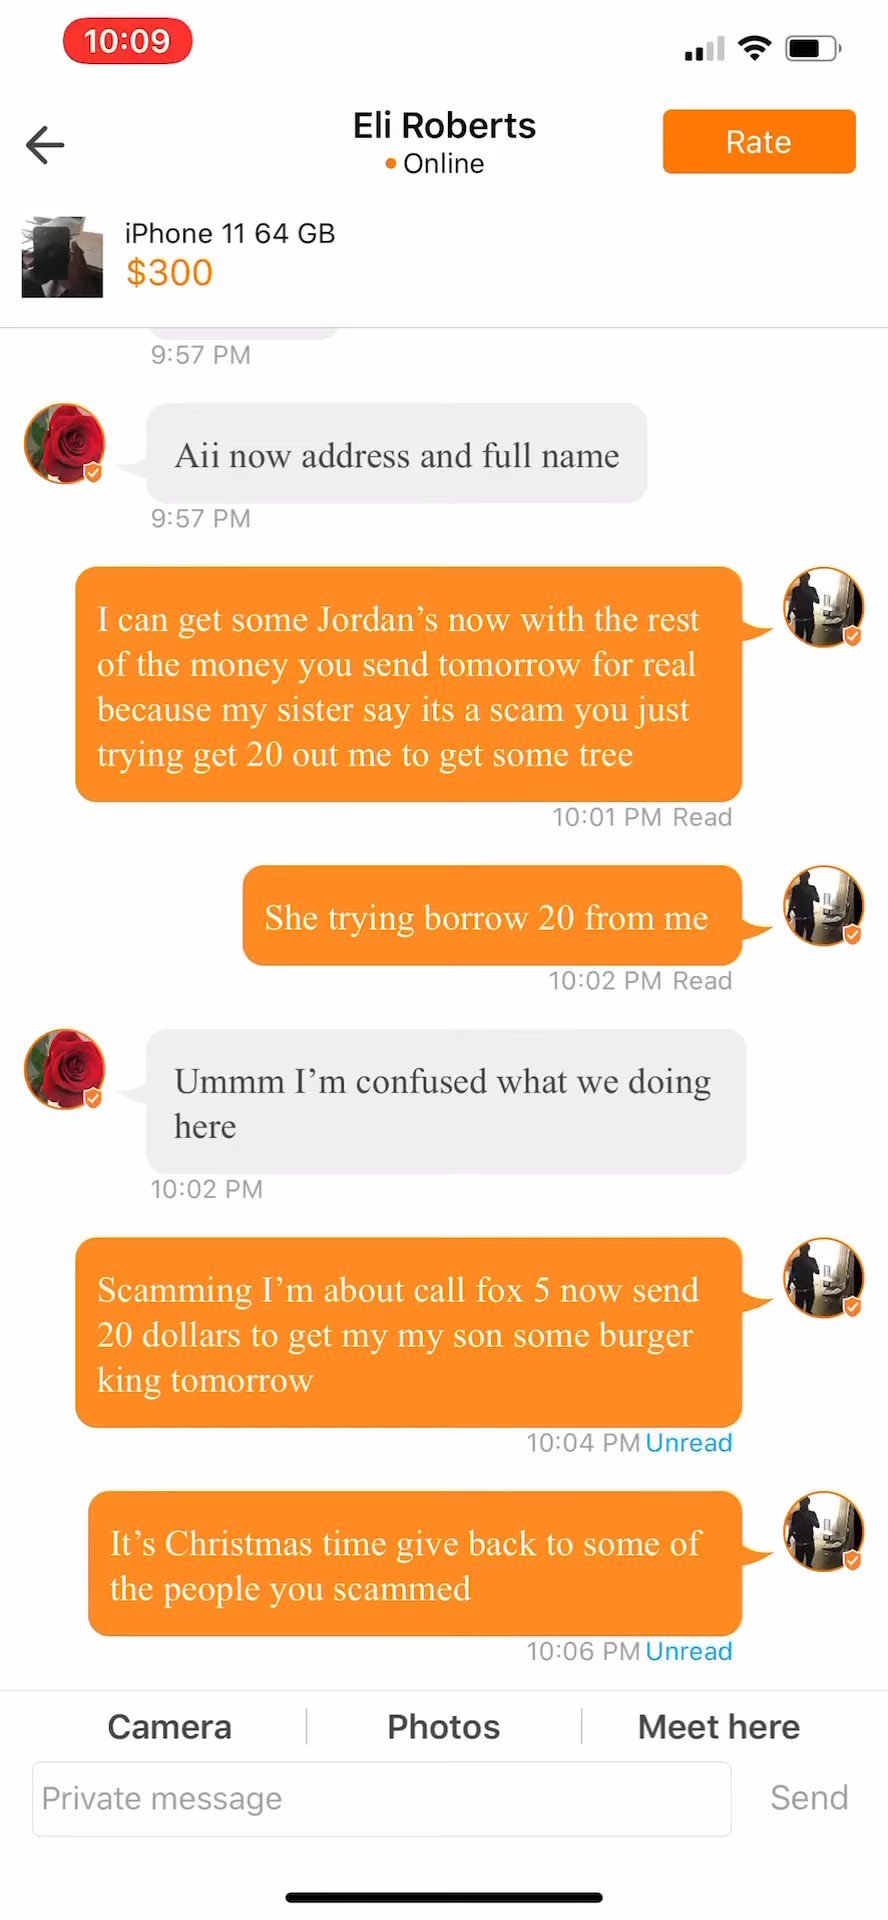 10:09
Eli Roberts
Online
Rate
iPhone 11 64 GB
$300
9:57 PM
Aii now address and full name
9:57 PM
I can get some Jordan’s now with the rest
of the money you send tomorrow for real
because my sister say its a scam you just
trying get 20 out me to get some tree
10:01 PM Read
She trying borrow 20 from me
10:02 PM Read
Ummm I’m confused what we doing
here
10:02 PM
Scamming I’m about call fox 5 now send
20 dollars to get my my son some burger
king tomorrow
10:04 PM Unread
It’s Christmas time give back to some of
the people you scammed
10:06 PM Unread
Camera
Photos
Meet here
Private message
Send